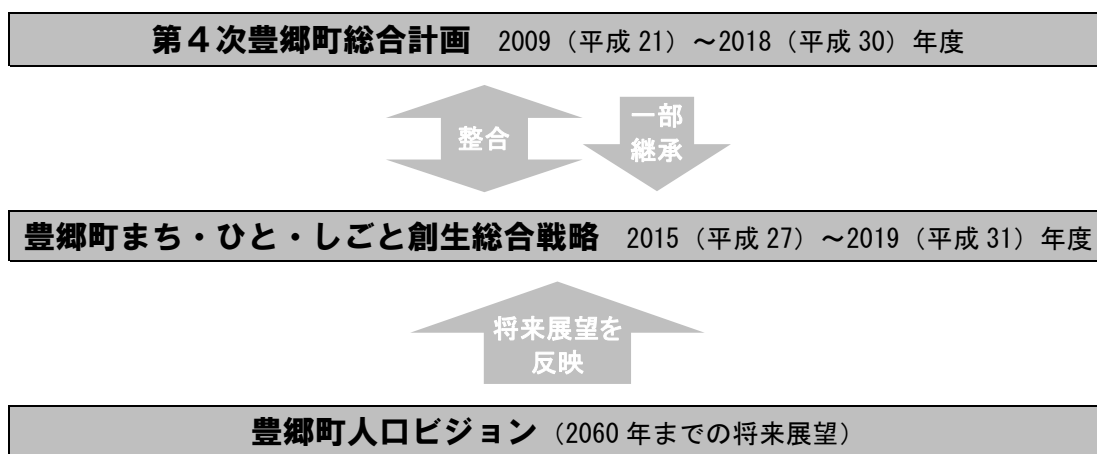 第４次豊郷町総合計画 2009（平成 21）～2018（平成 30）年度
整合
一部
継承
豊郷町まち・ひと・しごと創生総合戦略 2015（平成 27）～2019（平成 31）年度
将来展望を
反映
豊郷町人口ビジョン（2060 年までの将来展望）